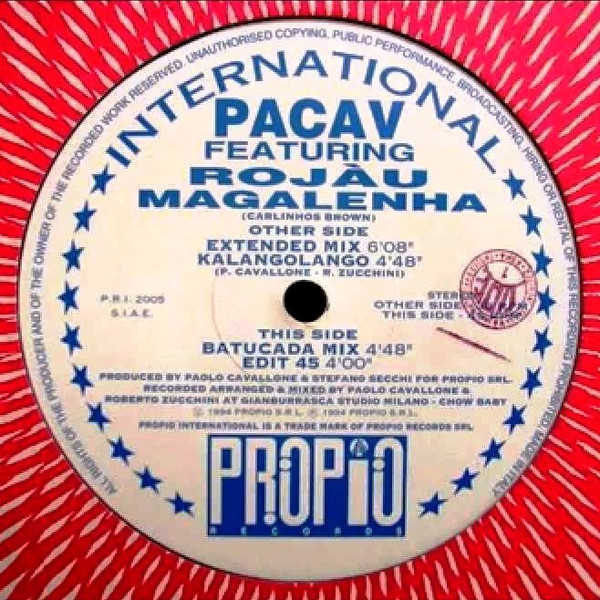 ALL RIGHTS OF THE PRODUCER AND OF THE OWNER OF THE RECORDED WORK RESERVED. UNAUTHORISED COPYING, PUBLIC PERFORMANCE, BROADCASTING, HIRING OR RENTAL OF THIS RECORDING PROHIBITED. MADE IN ITALY
INTERNATIONAL
PACAV
FEATURING
ROJÀU
MAGALENHA
(CARLINHOS BROWN)
OTHER SIDE
EXTENDED MIX 6'08"
KALANGOLANGO 4'48"
(P. CAVALLONE - R. ZUCCHINI)
P.R.I. 2005
S.I.A.E.
OTHER SIDE
THIS SIDE -
THIS SIDE
BATUCADA MIX 4'48"
EDIT 45 4'00"
PRODUCED BY PAOLO CAVALLONE & STEFANO SECCHI FOR PROPIO SRL.
RECORDED ARRANGED & MIXED BY PAOLO CAVALLONE &
ROBERTO ZUCCHINI AT GIANBURRASCA STUDIO MILANO - CHOW BABY
© 1994 PROPIO S.R.L. ℗ 1994 PROPIO S.R.L.
PROPIO INTERNATIONAL IS A TRADE MARK OF PROPIO RECORDS SRL
PROPIO
RECORDS